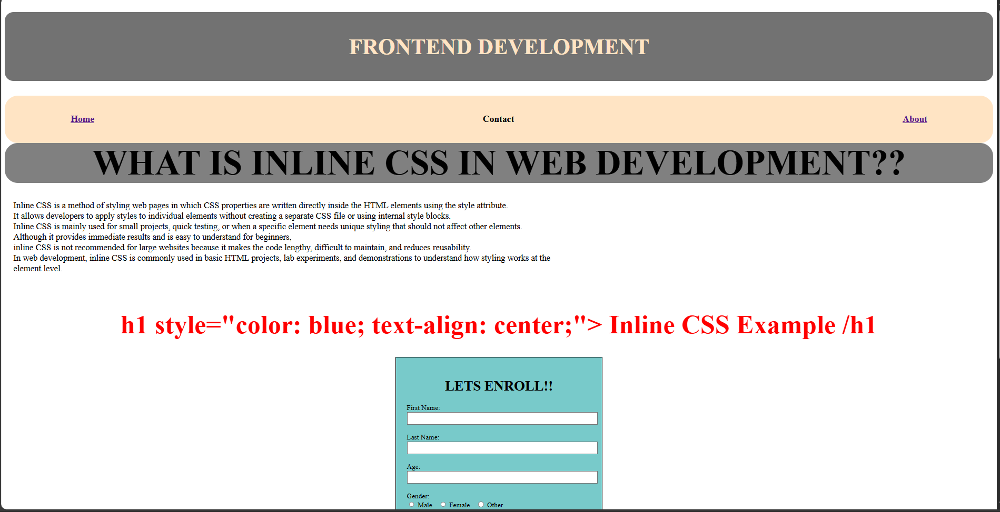 FRONTEND DEVELOPMENT
Home Contact About
WHAT IS INLINE CSS IN WEB DEVELOPMENT??
Inline CSS is a method of styling web pages in which CSS properties are written directly inside the HTML elements using the style attribute.
It allows developers to apply styles to individual elements without creating a separate CSS file or using internal style blocks.
Inline CSS is mainly used for small projects, quick testing, or when a specific element needs unique styling that should not affect other elements.
Although it provides immediate results and is easy to understand for beginners,
inline CSS is not recommended for large websites because it makes the code lengthy, difficult to maintain, and reduces reusability.
In web development, inline CSS is commonly used in basic HTML projects, lab experiments, and demonstrations to understand how styling works at the
element level.
h1 style="color: blue; text-align: center;"> Inline CSS Example /h1
LETS ENROLL!!
First Name:
Last Name:
Age:
Gender:
Male Female Other